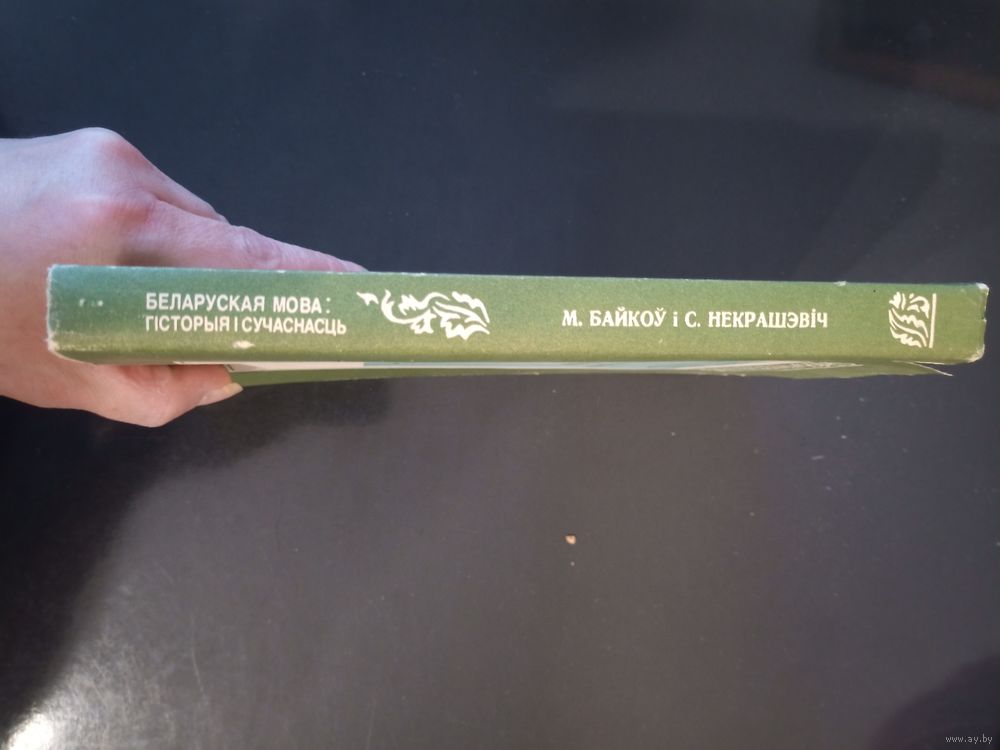 БЕЛАРУСКАЯ МОВА:
ГІСТОРЫЯ І СУЧАСНАСЦЬ
М. БАЙКОЎ і С. НЕКРАШЭВІЧ
www.ay.by